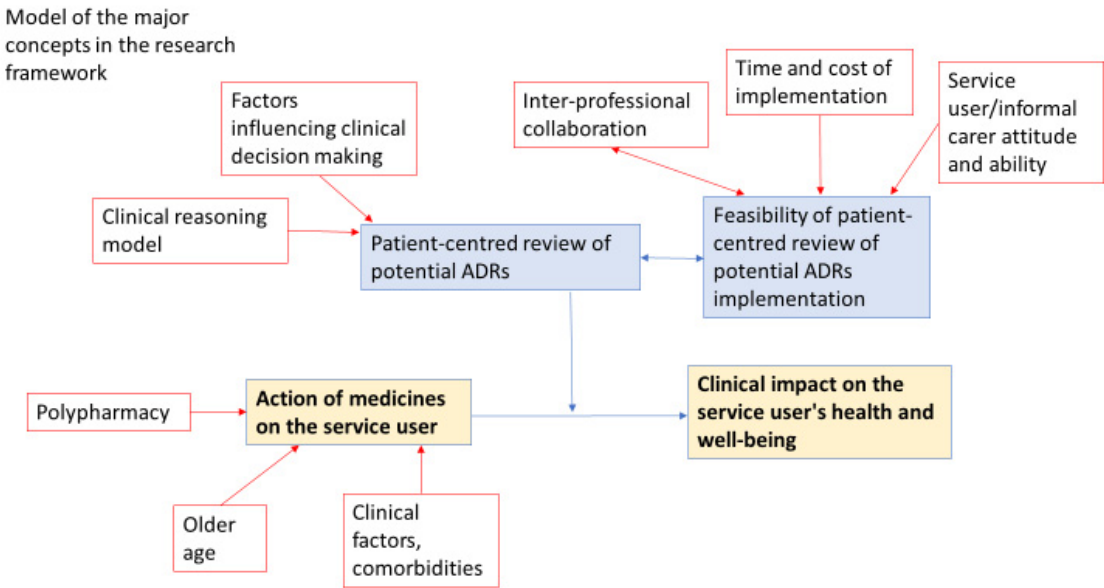 Model of the major
concepts in the research
framework
Factors
influencing clinical
decision making
Inter-professional
collaboration
Time and cost of
implementation
Service
user/informal
carer attitude
and ability
Clinical reasoning
model
Patient-centred review of
potential ADRs
Feasibility of patient-
centred review of
potential ADRs
implementation
Polypharmacy
Action of medicines
on the service user
Clinical impact on the
service user's health and
well-being
Older
age
Clinical
factors,
comorbidities